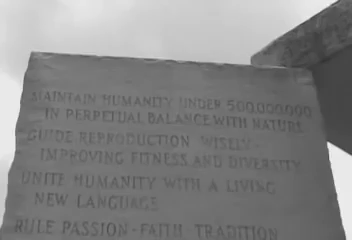 MAINTAIN HUMANITY UNDER 500,000,000
IN PERPETUAL BALANCE WITH NATURE
GUIDE REPRODUCTION WISELY-
IMPROVING FITNESS AND DIVERSITY
UNITE HUMANITY WITH A LIVING
NEW LANGUAGE
RULE PASSION-FAITH TRADITION